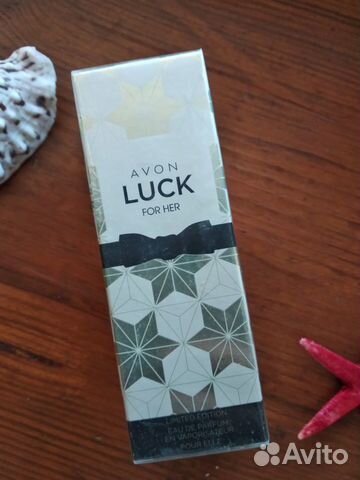 AVON
LUCK
FOR HER
LIMITED EDITION
EAU DE PARFUM
EN VAPORISATEUR
POUR ELLE
Avito